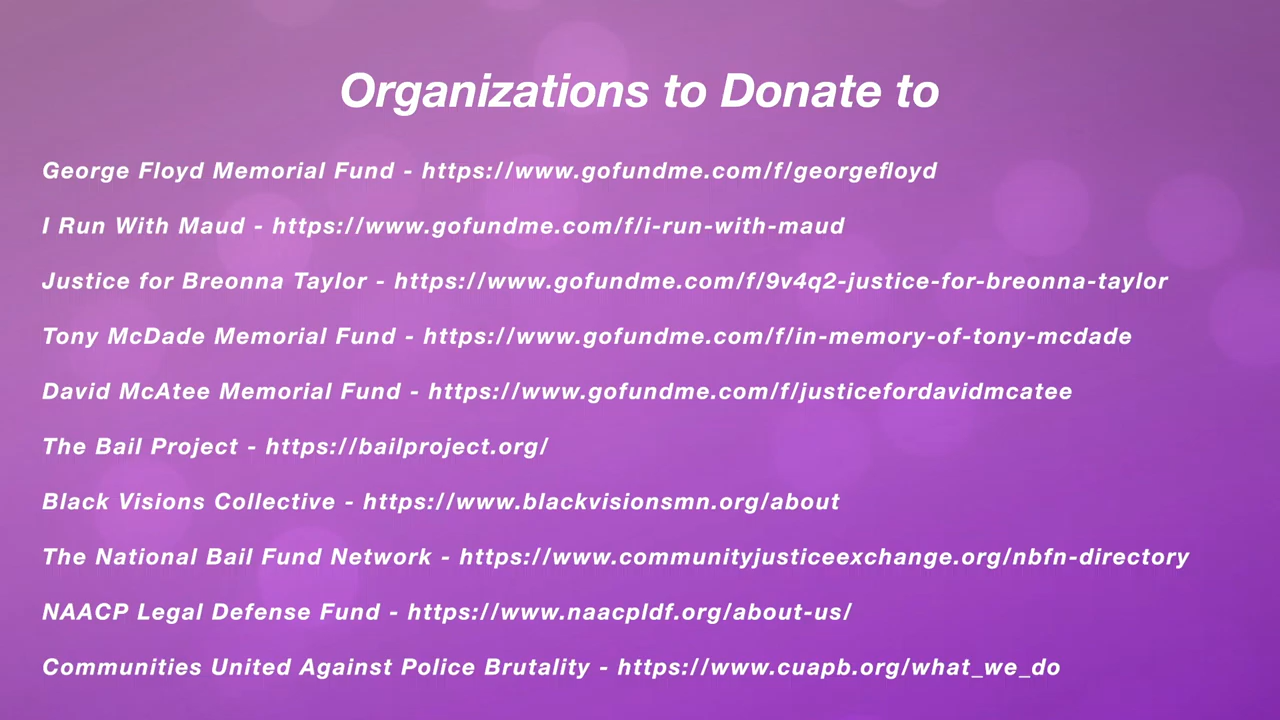 Organizations to Donate to
George Floyd Memorial Fund - https://www.gofundme.com/f/georgefloyd
I Run With Maud - https://www.gofundme.com/f/i-run-with-maud
Justice for Breonna Taylor - https://www.gofundme.com/f/9v4q2-justice-for-breonna-taylor
Tony McDade Memorial Fund - https://www.gofundme.com/f/in-memory-of-tony-mcdade
David McAtee Memorial Fund - https://www.gofundme.com/f/justicefordavidmcatee
The Bail Project - https://bailproject.org/
Black Visions Collective - https://www.blackvisionsmn.org/about
The National Bail Fund Network - https://www.communityjusticeexchange.org/nbfn-directory
NAACP Legal Defense Fund - https://www.naacpldf.org/about-us/
Communities United Against Police Brutality - https://www.cuapb.org/what_we_do